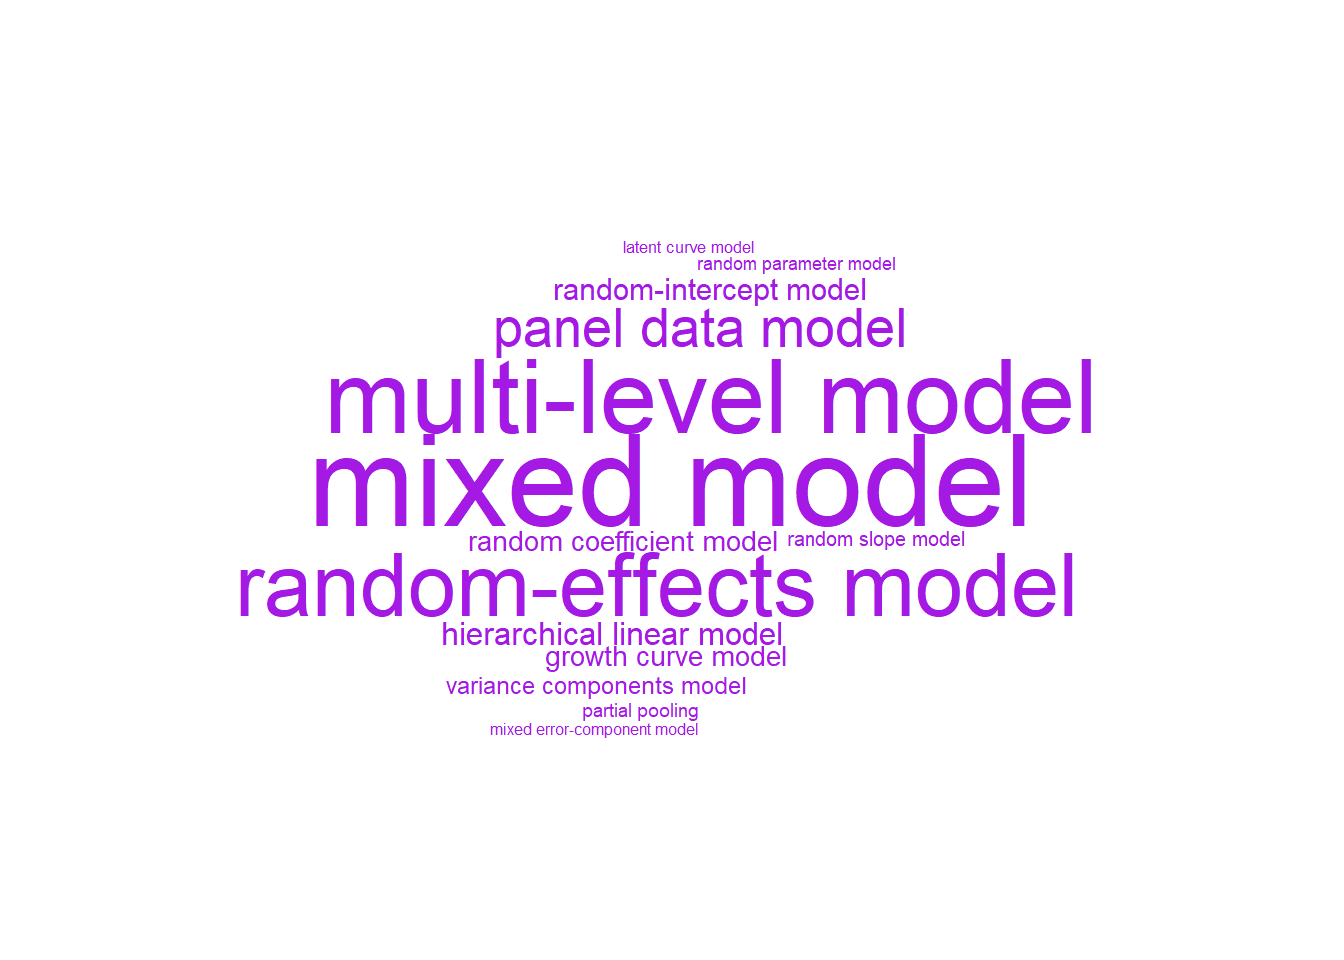 latent curve model
random parameter model
random-intercept model
panel data model
multi-level model
mixed model
random coefficient model
random slope model
random-effects model
hierarchical linear model
growth curve model
variance components model
partial pooling
mixed error-component model